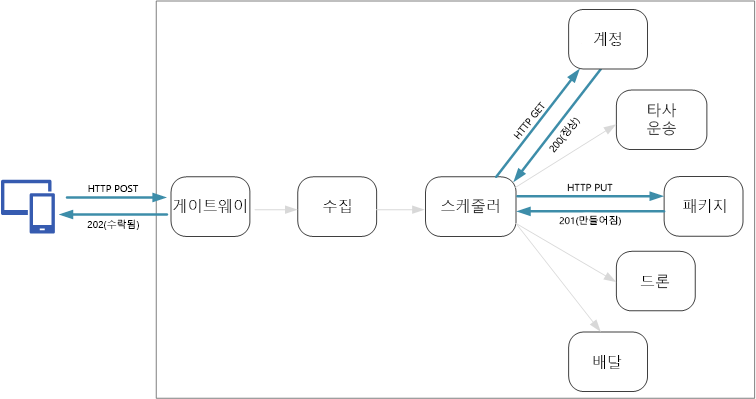 계정
타사
운송
HTTP GET
200(정상)
HTTP POST
202(수락됨)
게이트웨이
수집
스케줄러
HTTP PUT
201(만들어짐)
패키지
드론
배달